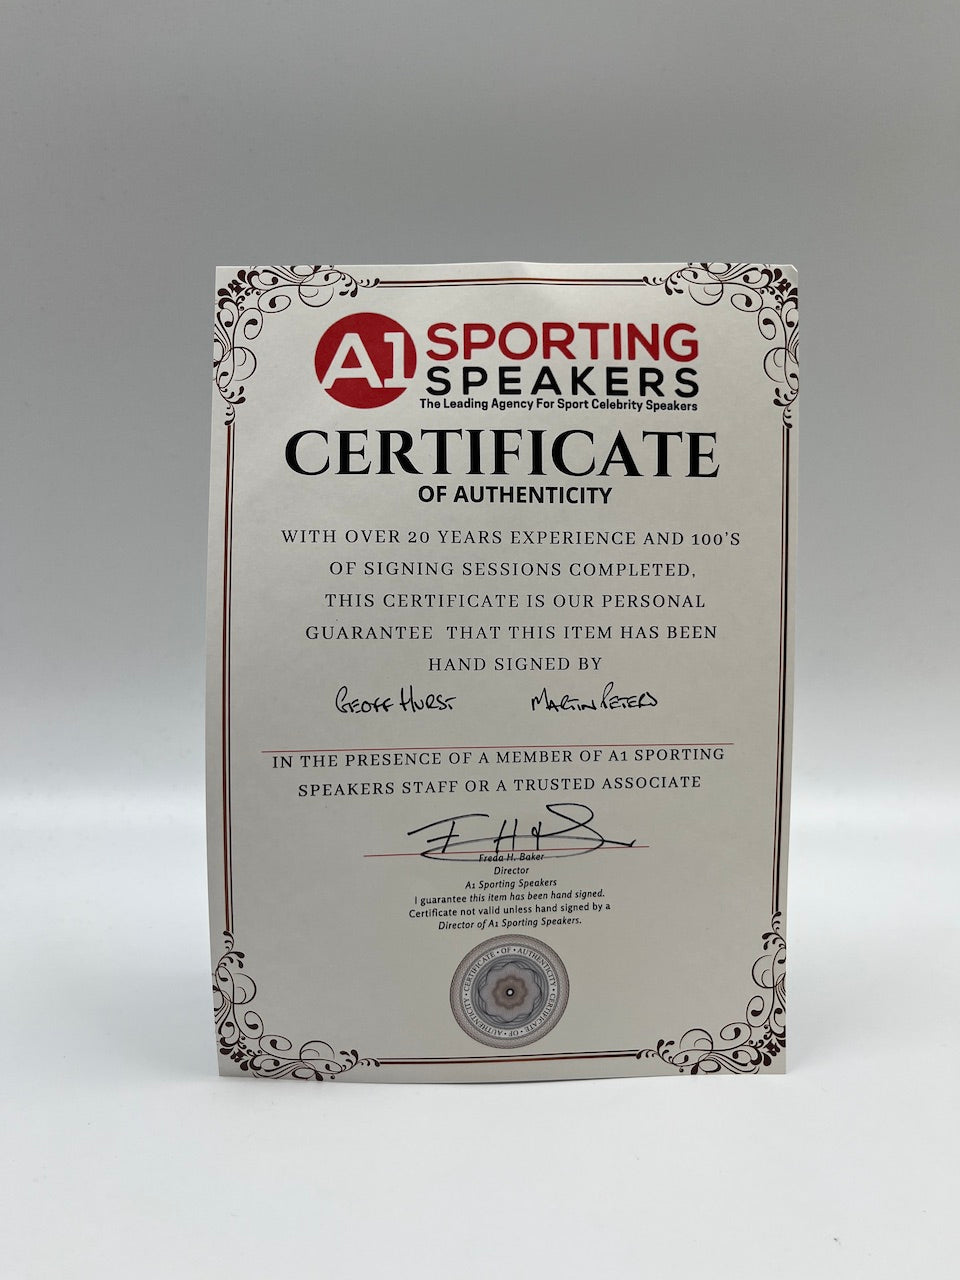 A1 SPORTING
SPEAKERS
The Leading Agency For Sport Celebrity Speakers
CERTIFICATE
OF AUTHENTICITY
WITH OVER 20 YEARS EXPERIENCE AND 100'S
OF SIGNING SESSIONS COMPLETED,
THIS CERTIFICATE IS OUR PERSONAL
GUARANTEE THAT THIS ITEM HAS BEEN
HAND SIGNED BY
GEOFF HURST MARTIN PETERS
IN THE PRESENCE OF A MEMBER OF A1 SPORTING
SPEAKERS STAFF OR A TRUSTED ASSOCIATE
Freda H. Baker
Director
A1 Sporting Speakers
I guarantee this item has been hand signed.
Certificate not valid unless hand signed by a
Director of A1 Sporting Speakers.
CERTIFICATE • OF • AUTHENTICITY • CERTIFICATE • OF • AUTHENTICITY •